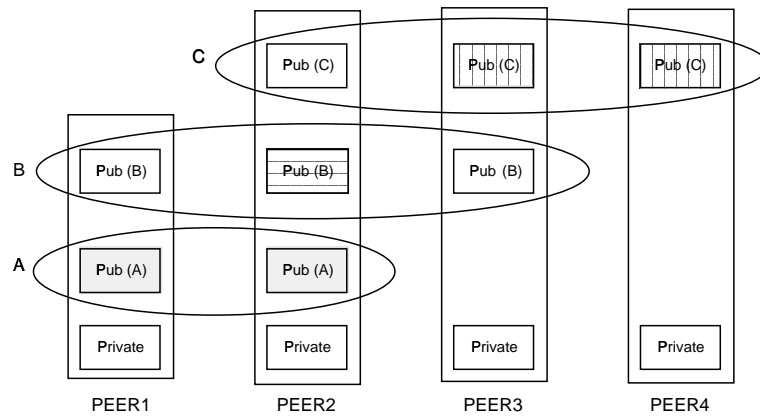 C Pub (C) Pub (C) Pub (C)
B Pub (B) Pub (B) Pub (B)
A Pub (A) Pub (A)
Private Private Private Private
PEER1 PEER2 PEER3 PEER4